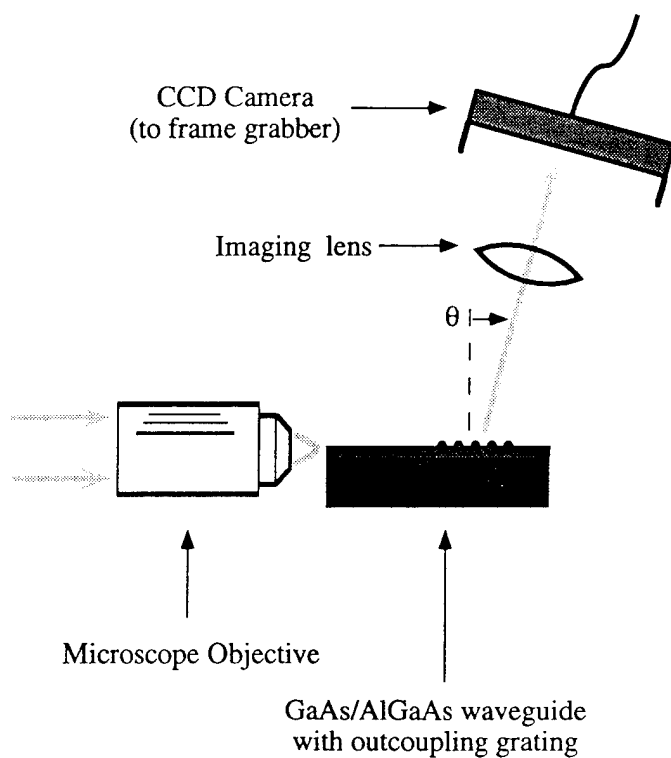 CCD Camera
(to frame grabber)
Imaging lens
θ
Microscope Objective
GaAs/AlGaAs waveguide
with outcoupling grating